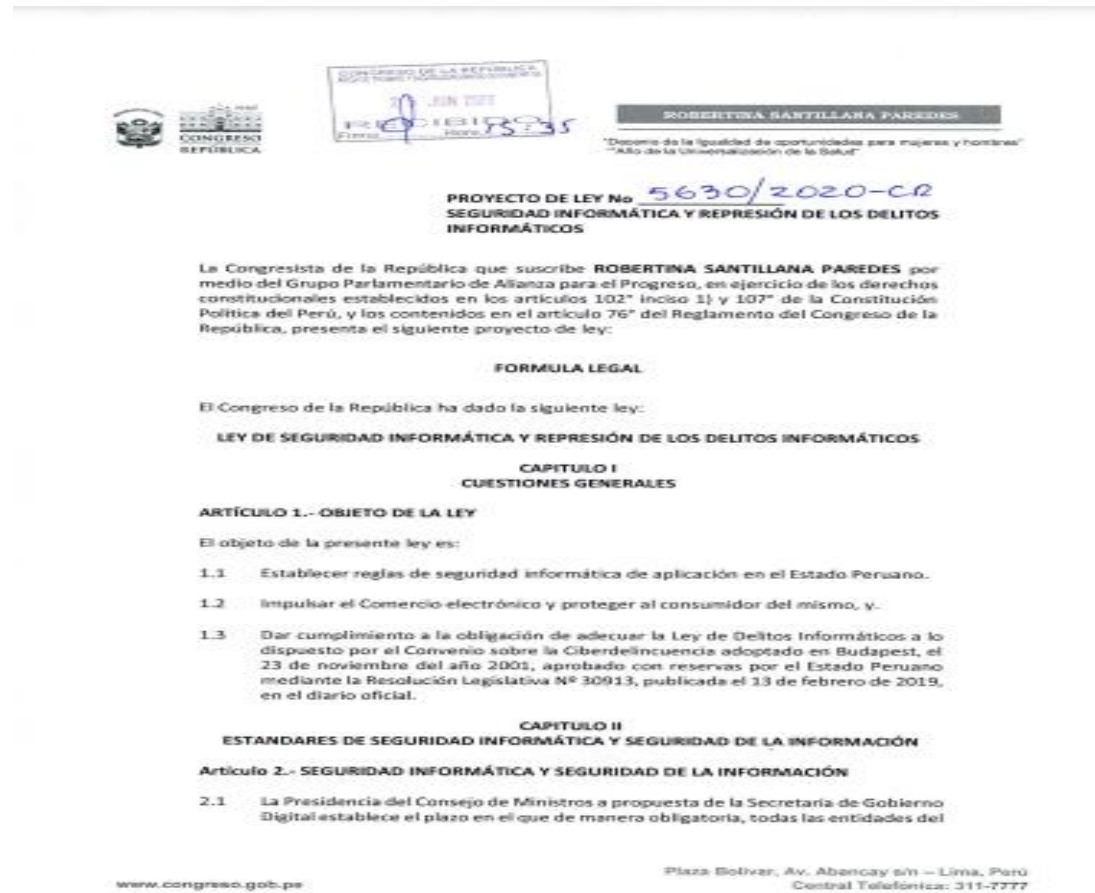 CONGRESO DE LA REPÚBLICA
JUN
RECIBIDO
Firma Hora 15:35
CONGRESO
REPÚBLICA
ROBERTINA SANTILLANA PAREDES
"Decenio de la Igualdad de oportunidades para mujeres y hombres"
"Año de la Universalización de la Salud"
PROYECTO DE LEY No 5630/2020-CR
SEGURIDAD INFORMÁTICA Y REPRESIÓN DE LOS DELITOS
INFORMÁTICOS
La Congresista de la República que suscribe ROBERTINA SANTILLANA PAREDES por
medio del Grupo Parlamentario de Alianza para el Progreso, en ejercicio de los derechos
constitucionales establecidos en los artículos 102° inciso 1) y 107° de la Constitución
Política del Perú, y los contenidos en el artículo 76° del Reglamento del Congreso de la
República, presenta el siguiente proyecto de ley:
FORMULA LEGAL
El Congreso de la República ha dado la siguiente ley:
LEY DE SEGURIDAD INFORMÁTICA Y REPRESIÓN DE LOS DELITOS INFORMÁTICOS
CAPITULO I
CUESTIONES GENERALES
ARTÍCULO 1.- OBJETO DE LA LEY
El objeto de la presente ley es:
1.1 Establecer reglas de seguridad informática de aplicación en el Estado Peruano.
1.2 Impulsar el Comercio electrónico y proteger al consumidor del mismo, y.
1.3 Dar cumplimiento a la obligación de adecuar la Ley de Delitos Informáticos a lo
dispuesto por el Convenio sobre la Ciberdelincuencia adoptado en Budapest, el
23 de noviembre del año 2001, aprobado con reservas por el Estado Peruano
mediante la Resolución Legislativa Nº 30913, publicada el 13 de febrero de 2019,
en el diario oficial.
CAPITULO II
ESTANDARES DE SEGURIDAD INFORMÁTICA Y SEGURIDAD DE LA INFORMACIÓN
Artículo 2.- SEGURIDAD INFORMÁTICA Y SEGURIDAD DE LA INFORMACIÓN
2.1 La Presidencia del Consejo de Ministros a propuesta de la Secretaría de Gobierno
Digital establece el plazo en el que de manera obligatoria, todas las entidades del
www.congreso.gob.pe
Plaza Bolívar, Av. Abancay s/n – Lima, Perú
Central Telefónica: 311-7777